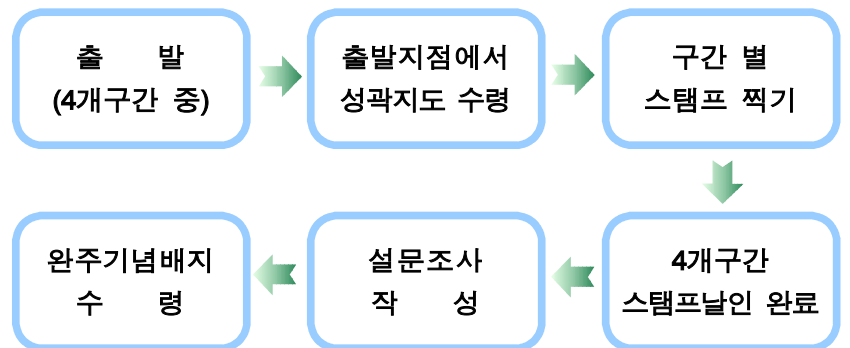 출 발
(4개구간 중)
출발지점에서
성곽지도 수령
구간 별
스탬프 찍기
4개구간
스탬프날인 완료
설문조사
작 성
완주기념배지
수 령